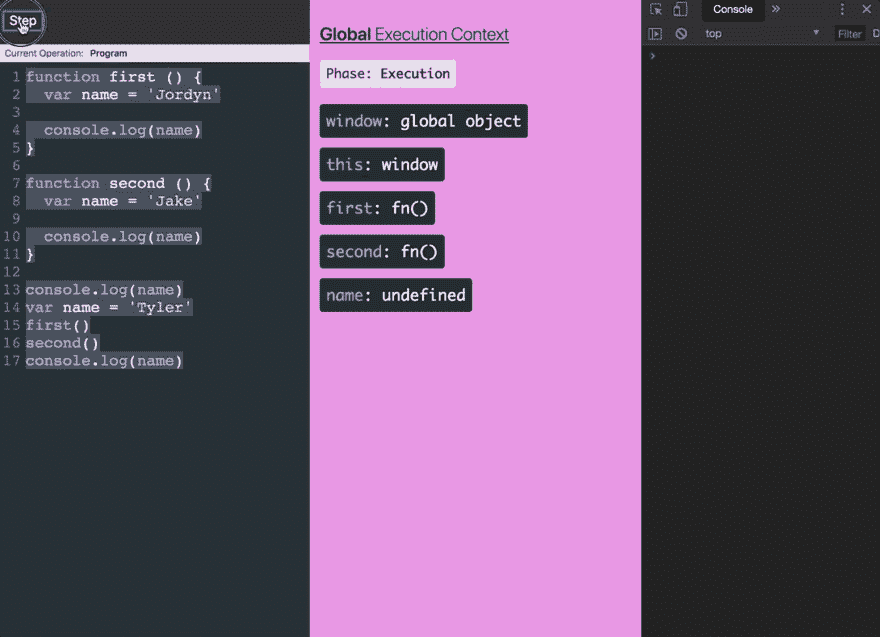 Step
Current Operation: Program
1 function first () {
2   var name = 'Jordyn'
3
4   console.log(name)
5 }
6
7 function second () {
8   var name = 'Jake'
9
10   console.log(name)
11 }
12
13 console.log(name)
14 var name = 'Tyler'
15 first()
16 second()
17 console.log(name)
Global Execution Context
Phase: Execution
window: global object
this: window
first: fn()
second: fn()
name: undefined
Console
top
Filter
D